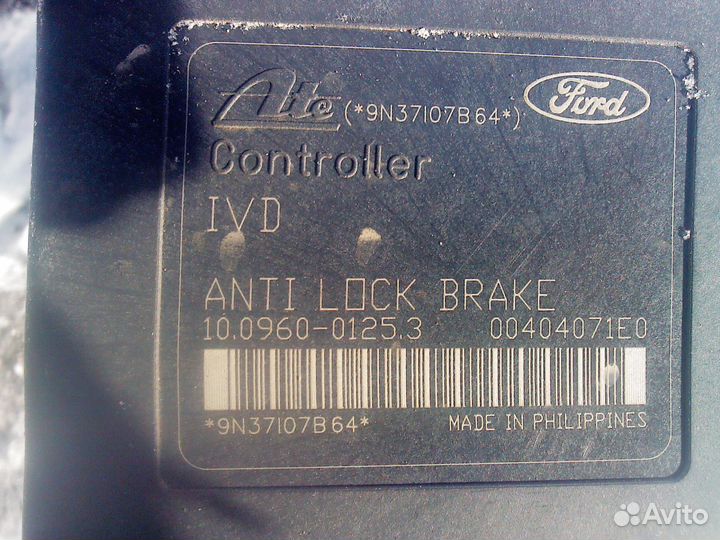 Ate (*9N37107B64*) Ford
Controller
IVD
ANTI LOCK BRAKE
10.0960-0125.3 00404071E0
*9N37107B64* MADE IN PHILIPPINES
Avito